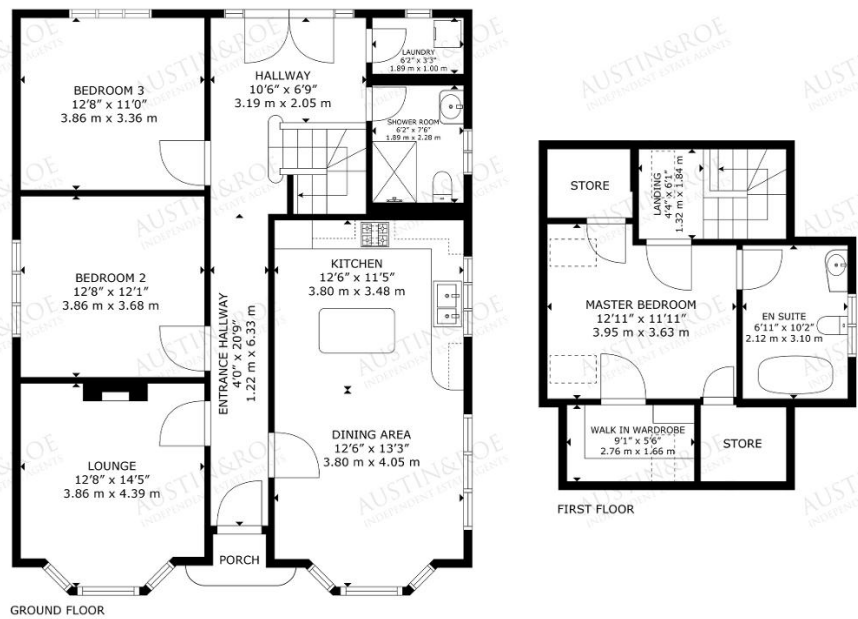 BEDROOM 3
12'8" x 11'0"
3.86 m x 3.36 m
HALLWAY
10'6" x 6'9"
3.19 m x 2.05 m
LAUNDRY
6'2" x 3'3"
1.89 m x 1.00 m
SHOWER ROOM
6'2" x 7'6"
1.89 m x 2.28 m
BEDROOM 2
12'8" x 12'1"
3.86 m x 3.68 m
ENTRANCE HALLWAY
4'0" x 20'9"
1.22 m x 6.33 m
KITCHEN
12'6" x 11'5"
3.80 m x 3.48 m
LOUNGE
12'8" x 14'5"
3.86 m x 4.39 m
DINING AREA
12'6" x 13'3"
3.80 m x 4.05 m
PORCH
GROUND FLOOR
STORE
LANDING
4'4" x 6'1"
1.32 m x 1.84 m
MASTER BEDROOM
12'11" x 11'11"
3.95 m x 3.63 m
EN SUITE
6'11" x 10'2"
2.12 m x 3.10 m
WALK IN WARDROBE
9'1" x 5'6"
2.76 m x 1.66 m
STORE
FIRST FLOOR
AUSTIN&ROE
INDEPENDENT ESTATE AGENTS